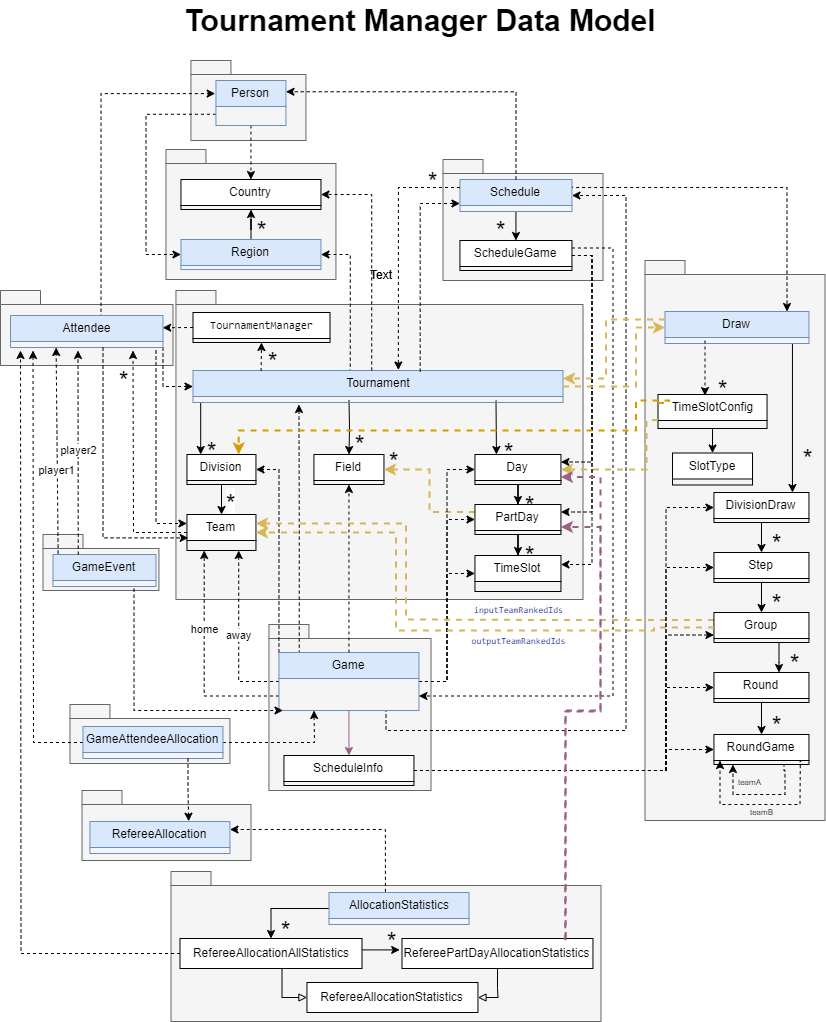 Tournament Manager Data Model
Person
Country
*
Region
*
Schedule
*
ScheduleGame
Text
Attendee
TournamentManager
*
Tournament
Draw
*
TimeSlotConfig
SlotType
*
*
*
*
*
*
Division
Field
Day
*
*
Team
PartDay
*
TimeSlot
player2
player1
GameEvent
DivisionDraw
*
Step
*
Group
*
Round
*
RoundGame
teamA
teamB
inputTeamRankedIds
outputTeamRankedIds
home
away
Game
ScheduleInfo
GameAttendeeAllocation
RefereeAllocation
AllocationStatistics
*
*
RefereeAllocationAllStatistics
RefereePartDayAllocationStatistics
RefereeAllocationStatistics